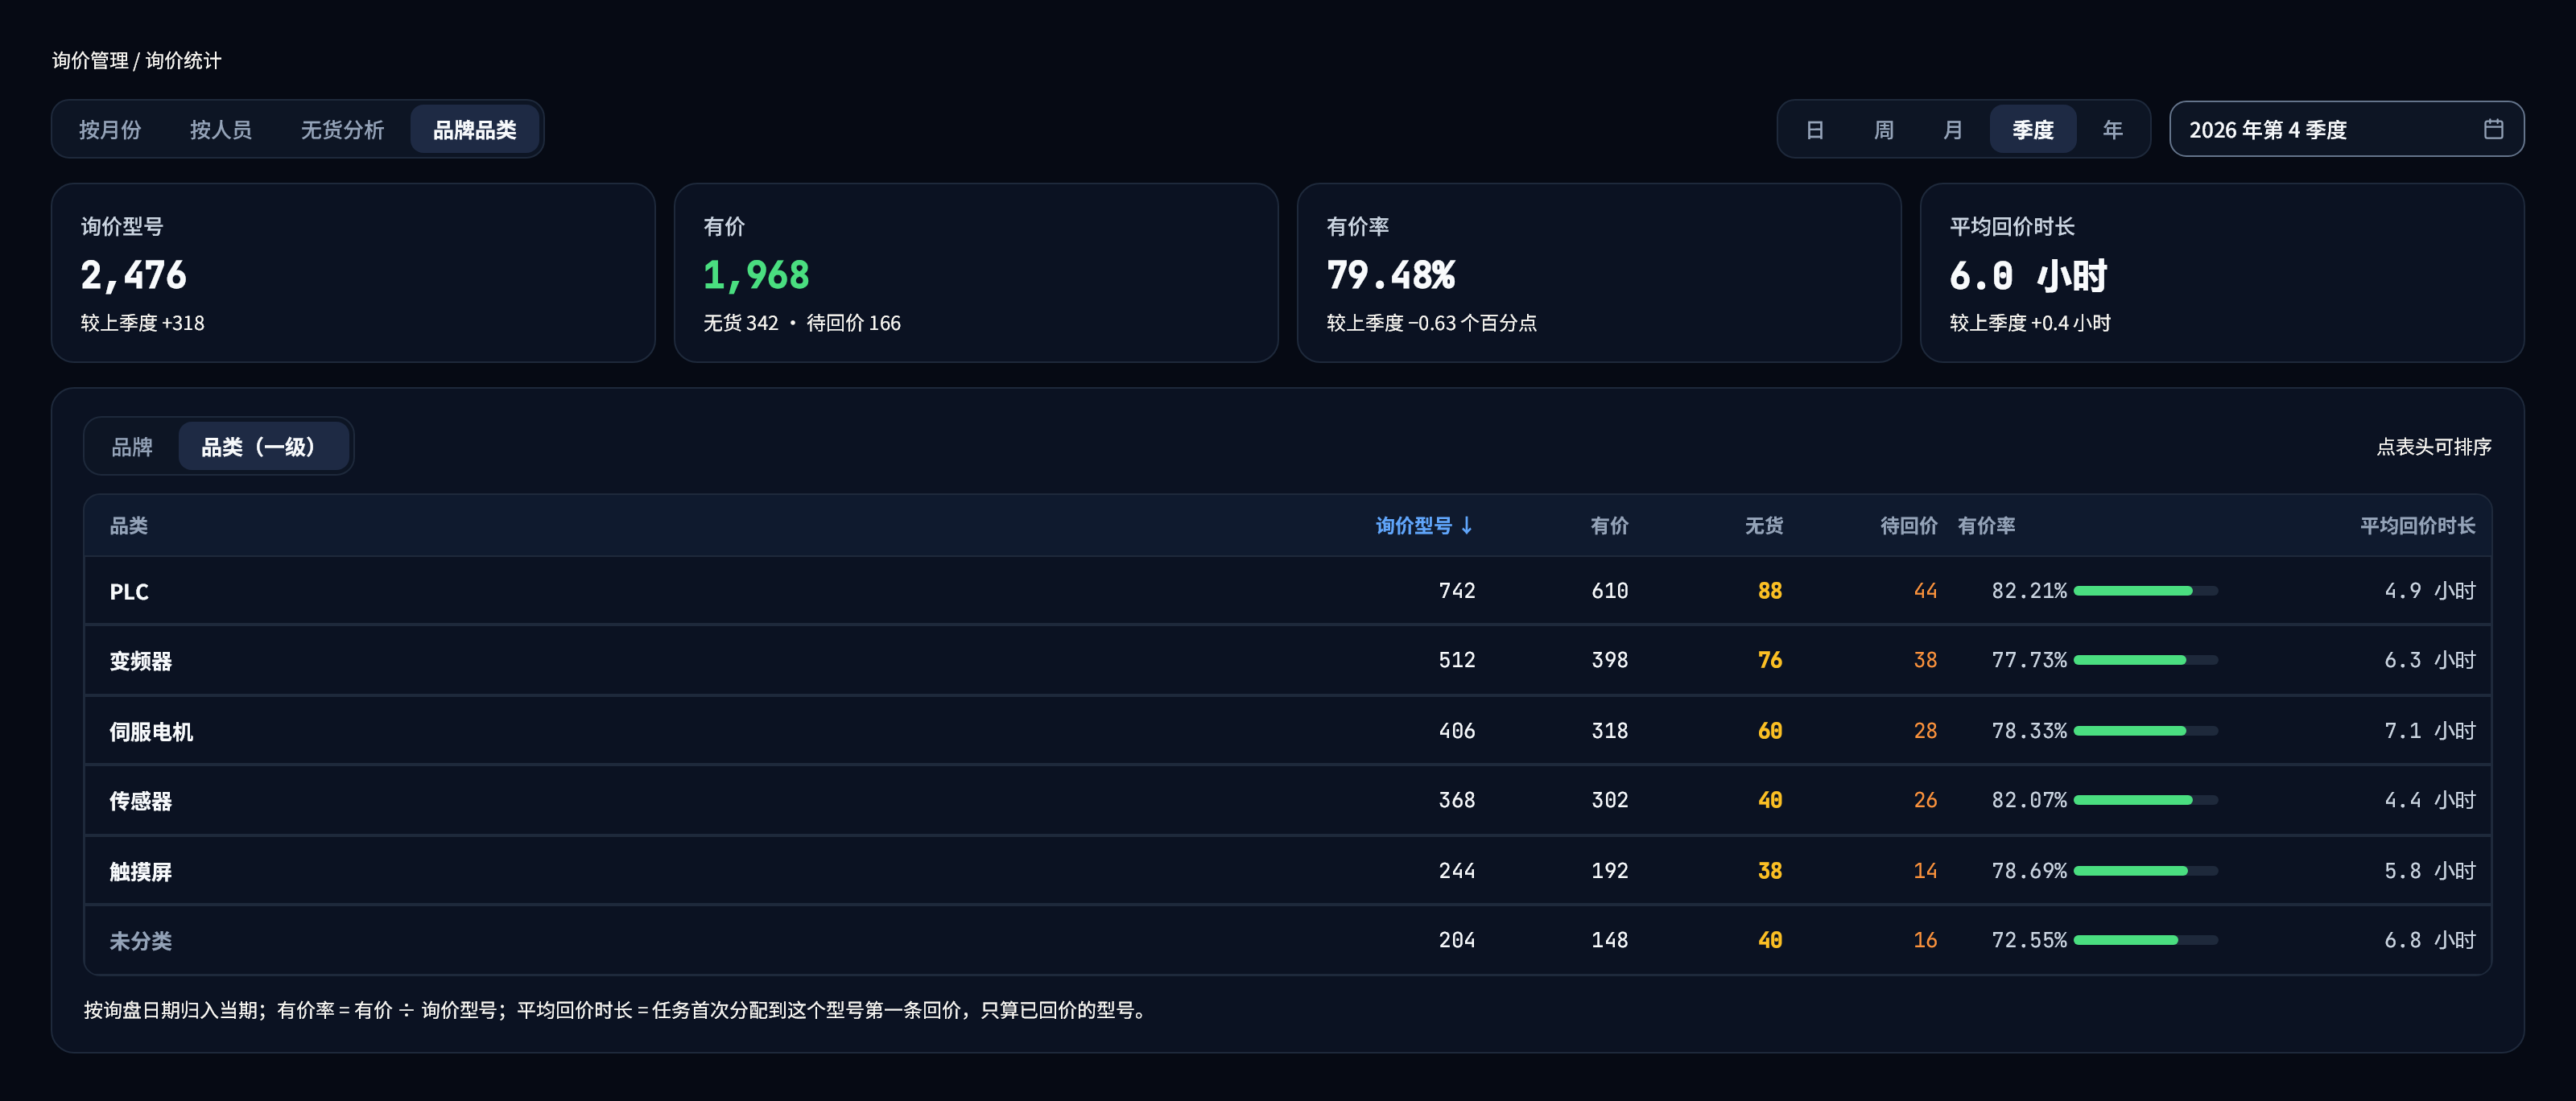 询价管理 / 询价统计
按月份 按人员 无货分析 品牌品类
日 周 月 季度 年 2026 年第 4 季度
询价型号
2,476
较上季度 +318
有价
1,968
无货 342 · 待回价 166
有价率
79.48%
较上季度 −0.63 个百分点
平均回价时长
6.0 小时
较上季度 +0.4 小时
品牌 品类（一级）
点表头可排序
品类 询价型号 ↓ 有价 无货 待回价 有价率 平均回价时长
PLC 742 610 88 44 82.21% 4.9 小时
变频器 512 398 76 38 77.73% 6.3 小时
伺服电机 406 318 60 28 78.33% 7.1 小时
传感器 368 302 40 26 82.07% 4.4 小时
触摸屏 244 192 38 14 78.69% 5.8 小时
未分类 204 148 40 16 72.55% 6.8 小时
按询盘日期归入当期；有价率 = 有价 ÷ 询价型号；平均回价时长 = 任务首次分配到这个型号第一条回价，只算已回价的型号。